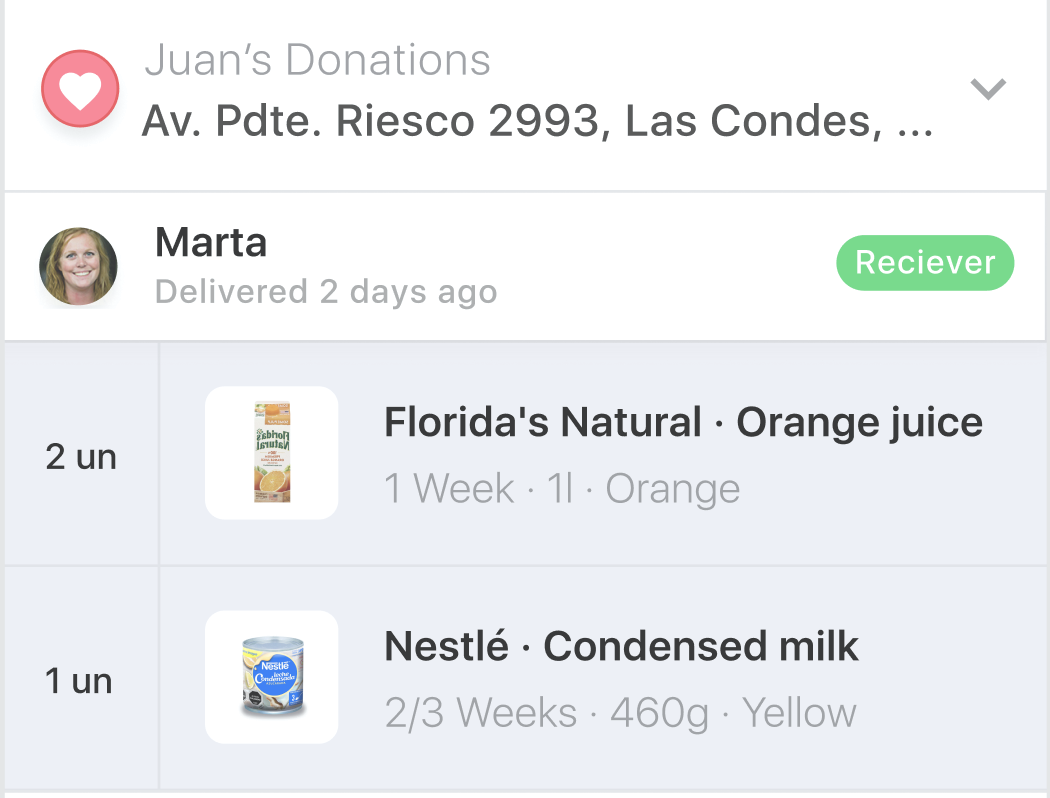 Juan’s Donations
Av. Pdte. Riesco 2993, Las Condes, ...
Marta
Delivered 2 days ago
Reciever
2 un
Florida's Natural
Florida's Natural · Orange juice
1 Week · 1l · Orange
1 un
Nestlé
leche
Condensada
Nestlé · Condensed milk
2/3 Weeks · 460g · Yellow